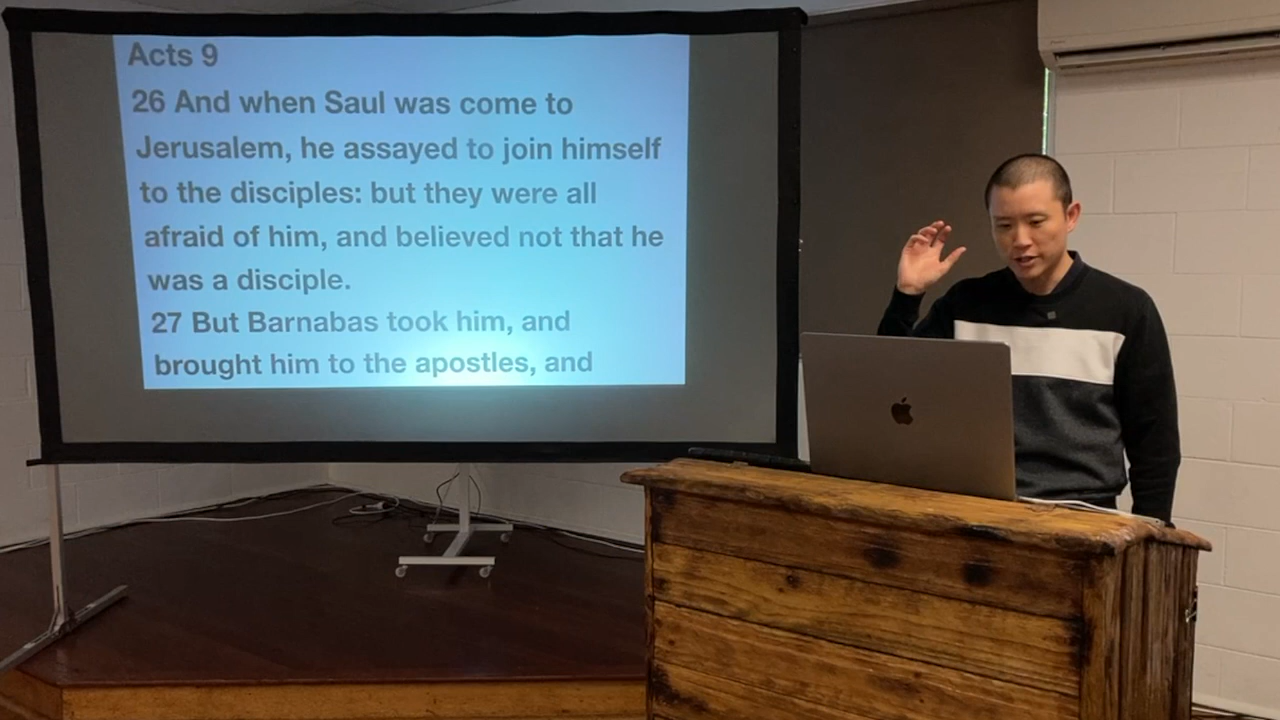 Acts 9
26 And when Saul was come to
Jerusalem, he assayed to join himself
to the disciples: but they were all
afraid of him, and believed not that he
was a disciple.
27 But Barnabas took him, and
brought him to the apostles, and